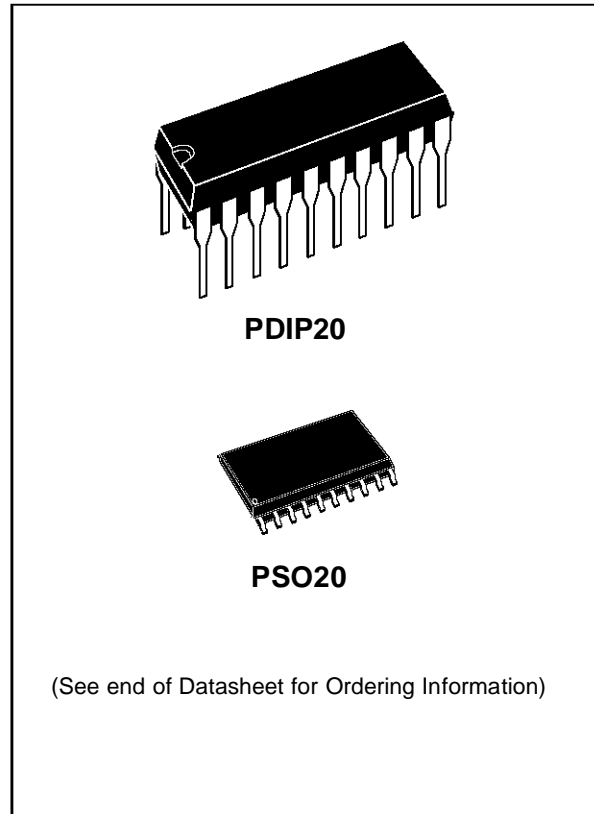 PDIP20
PSO20
(See end of Datasheet for Ordering Information)